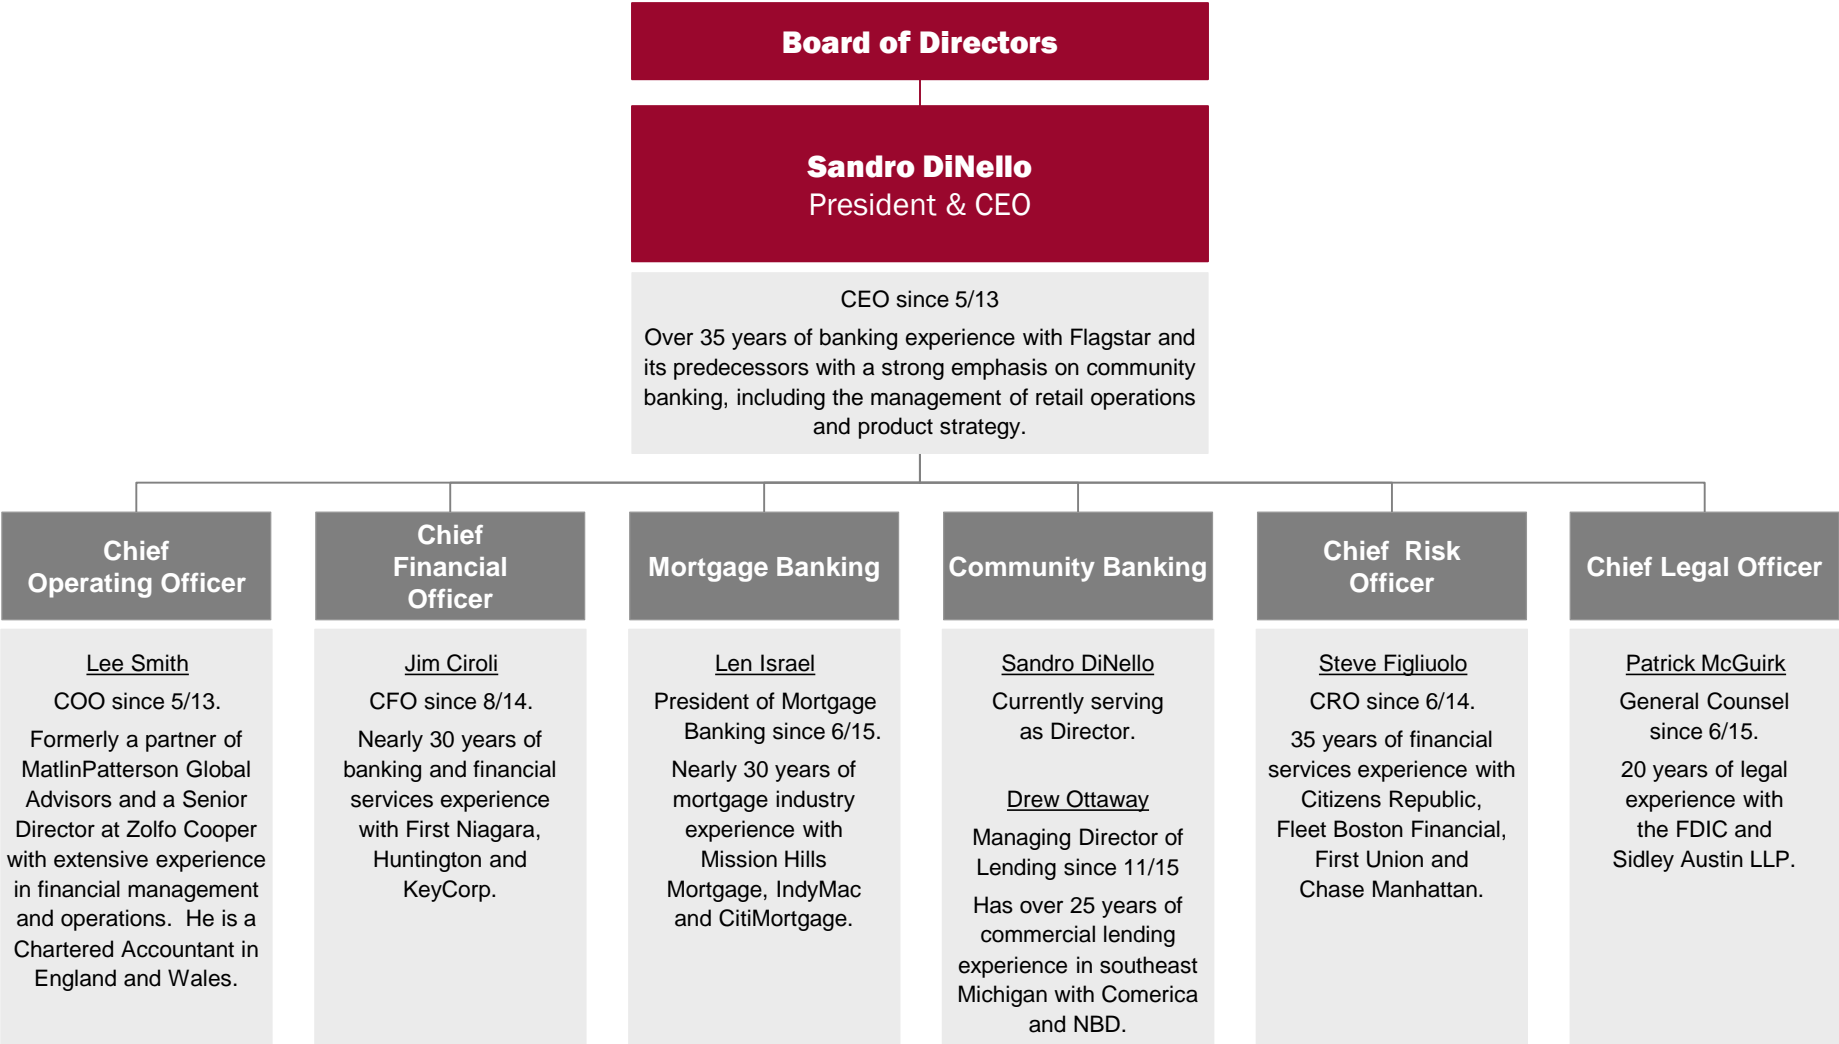 Board of Directors
Sandro DiNello
President & CEO
CEO since 5/13
Over 35 years of banking experience with Flagstar and
its predecessors with a strong emphasis on community
banking, including the management of retail operations
and product strategy.
Chief
Operating Officer
Lee Smith
COO since 5/13.
Formerly a partner of
MatlinPatterson Global
Advisors and a Senior
Director at Zolfo Cooper
with extensive experience
in financial management
and operations.  He is a
Chartered Accountant in
England and Wales.
Chief
Financial
Officer
Jim Ciroli
CFO since 8/14.
Nearly 30 years of
banking and financial
services experience
with First Niagara,
Huntington and
KeyCorp.
Mortgage Banking
Len Israel
President of Mortgage
Banking since 6/15.
Nearly 30 years of
mortgage industry
experience with
Mission Hills
Mortgage, IndyMac
and CitiMortgage.
Community Banking
Sandro DiNello
Currently serving
as Director.
Drew Ottaway
Managing Director of
Lending since 11/15
Has over 25 years of
commercial lending
experience in southeast
Michigan with Comerica
and NBD.
Chief  Risk
Officer
Steve Figliuolo
CRO since 6/14.
35 years of financial
services experience with
Citizens Republic,
Fleet Boston Financial,
First Union and
Chase Manhattan.
Chief Legal Officer
Patrick McGuirk
General Counsel
since 6/15.
20 years of legal
experience with
the FDIC and
Sidley Austin LLP.